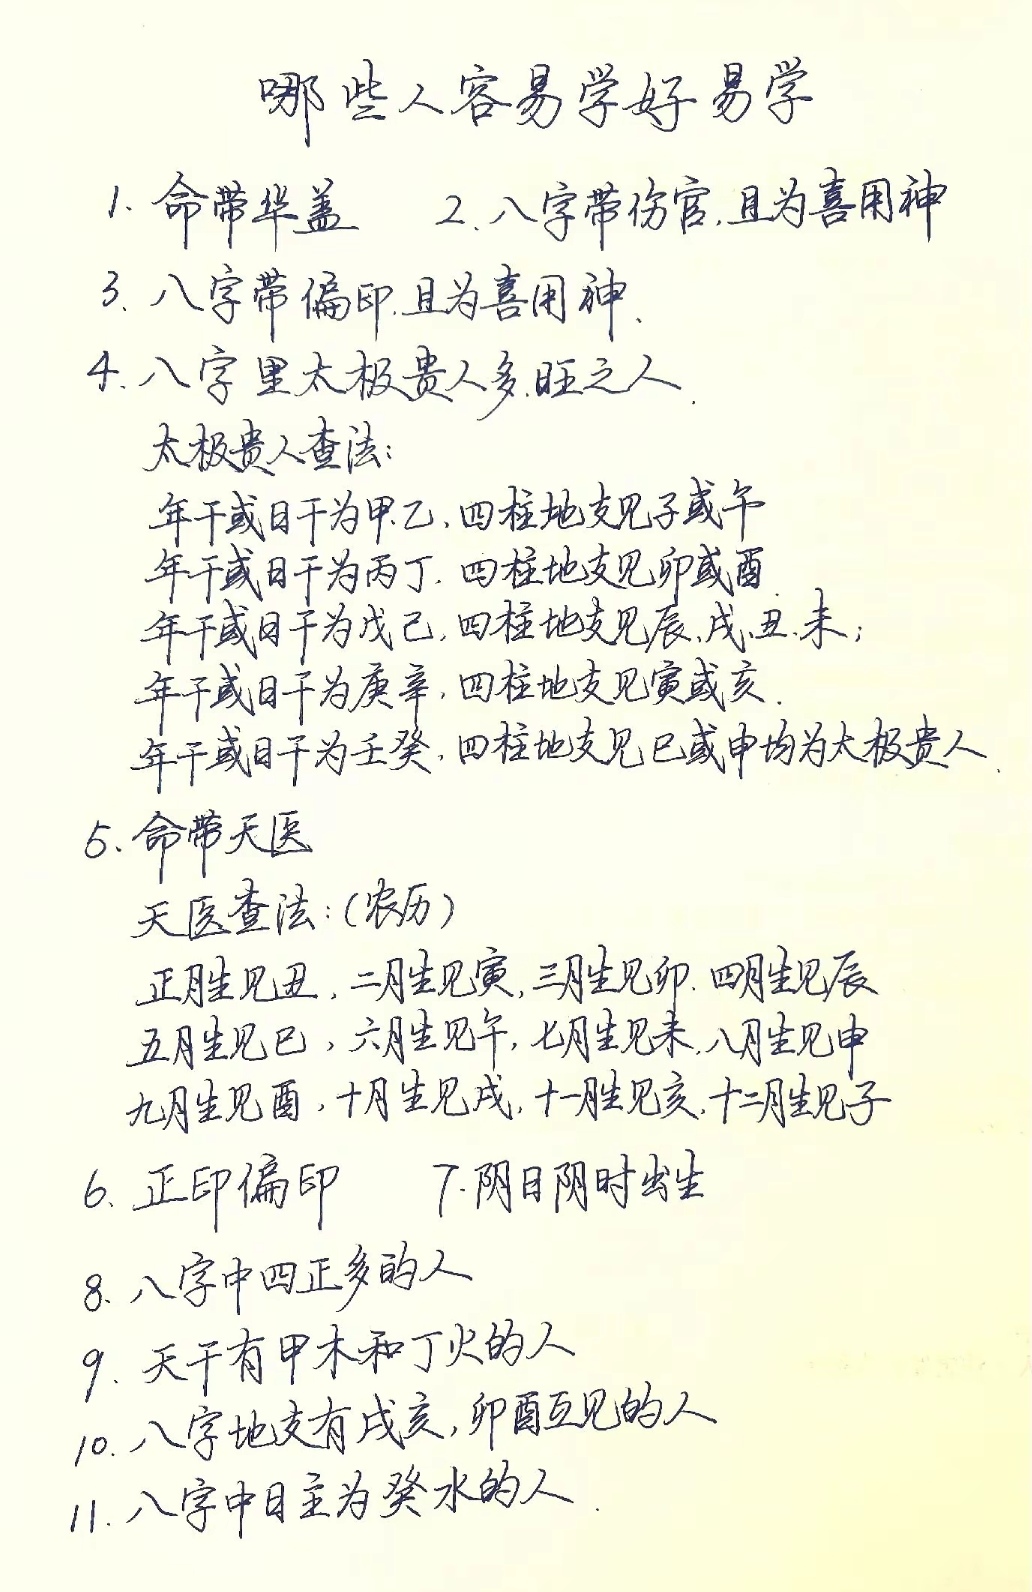 哪些人容易学好易学
1. 命带华盖 2. 八字带伤官,且为喜用神
3. 八字带偏印,且为喜用神.
4. 八字里太极贵人多.旺之人.
太极贵人查法:
年干或日干为甲.乙,四柱地支见子或午
年干或日干为丙丁.四柱地支见卯或酉.
年干或日干为戊己,四柱地支见辰、戌、丑.未;
年干或日干为庚辛,四柱地支见寅或亥.
年干或日干为壬癸,四柱地支见巳或申均为太极贵人.
5. 命带天医
天医查法:(农历)
正月生见丑,二月生见寅,三月生见卯.四月生见辰
五月生见巳,六月生见午,七月生见未,八月生见申
九月生见酉,十月生见戌,十一月生见亥.十二月生见子
6. 正印偏印 7.阴日阴时出生
8. 八字中四正多的人
9. 天干有甲木和丁火的人
10. 八字地支有戌亥,卯酉互见的人
11. 八字中日主为癸水的人.